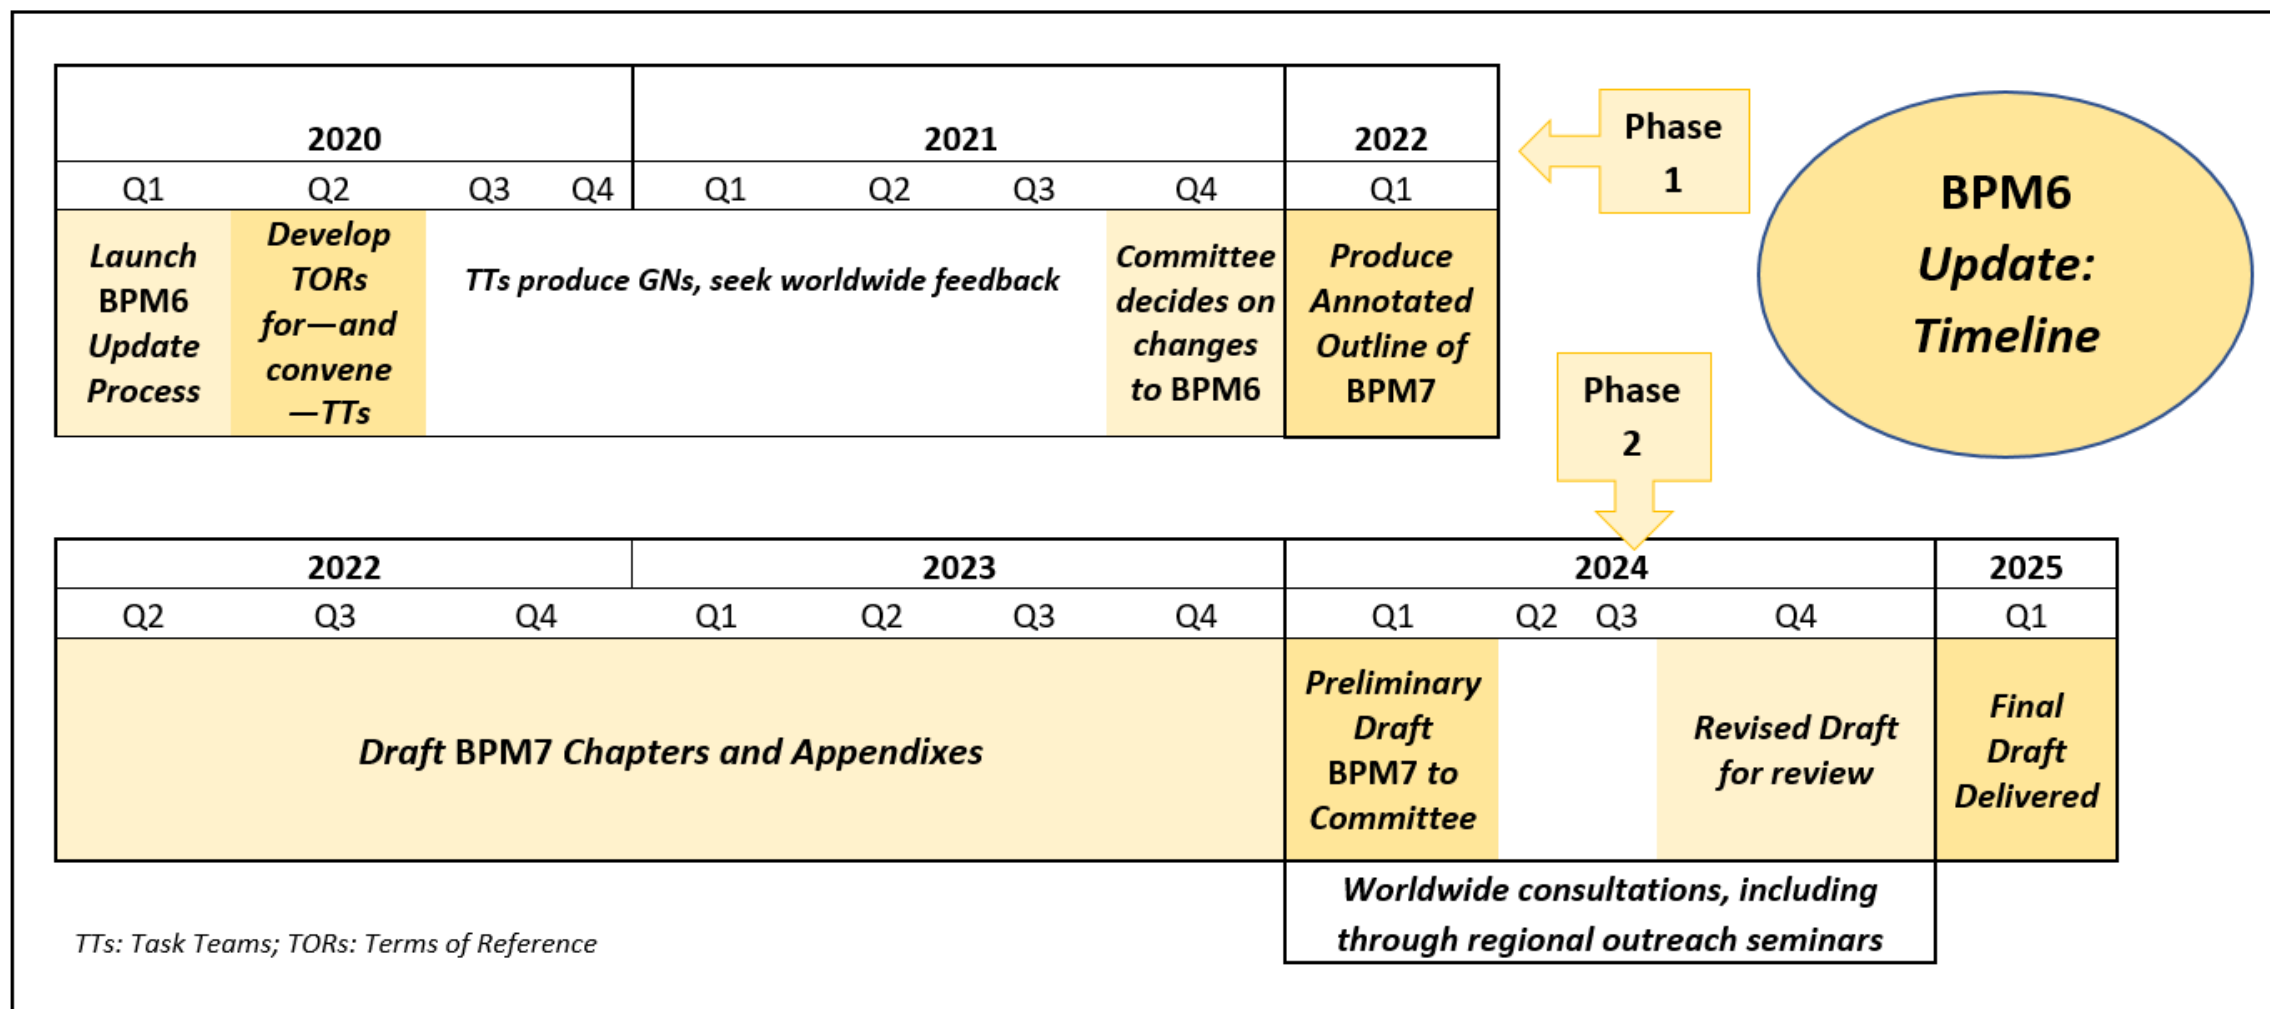 2020 2021 2022
Q1 Q2 Q3 Q4 Q1 Q2 Q3 Q4 Q1
Launch
BPM6
Update
Process
Develop
TORs
for—and
convene
—TTs
TTs produce GNs, seek worldwide feedback
Committee
decides on
changes
to BPM6
Produce
Annotated
Outline of
BPM7
Phase
1
BPM6
Update:
Timeline
Phase
2
2022 2023 2024 2025
Q2 Q3 Q4 Q1 Q2 Q3 Q4 Q1 Q2 Q3 Q4 Q1
Draft BPM7 Chapters and Appendixes
Preliminary
Draft
BPM7 to
Committee
Revised Draft
for review
Final
Draft
Delivered
Worldwide consultations, including
through regional outreach seminars
TTs: Task Teams; TORs: Terms of Reference